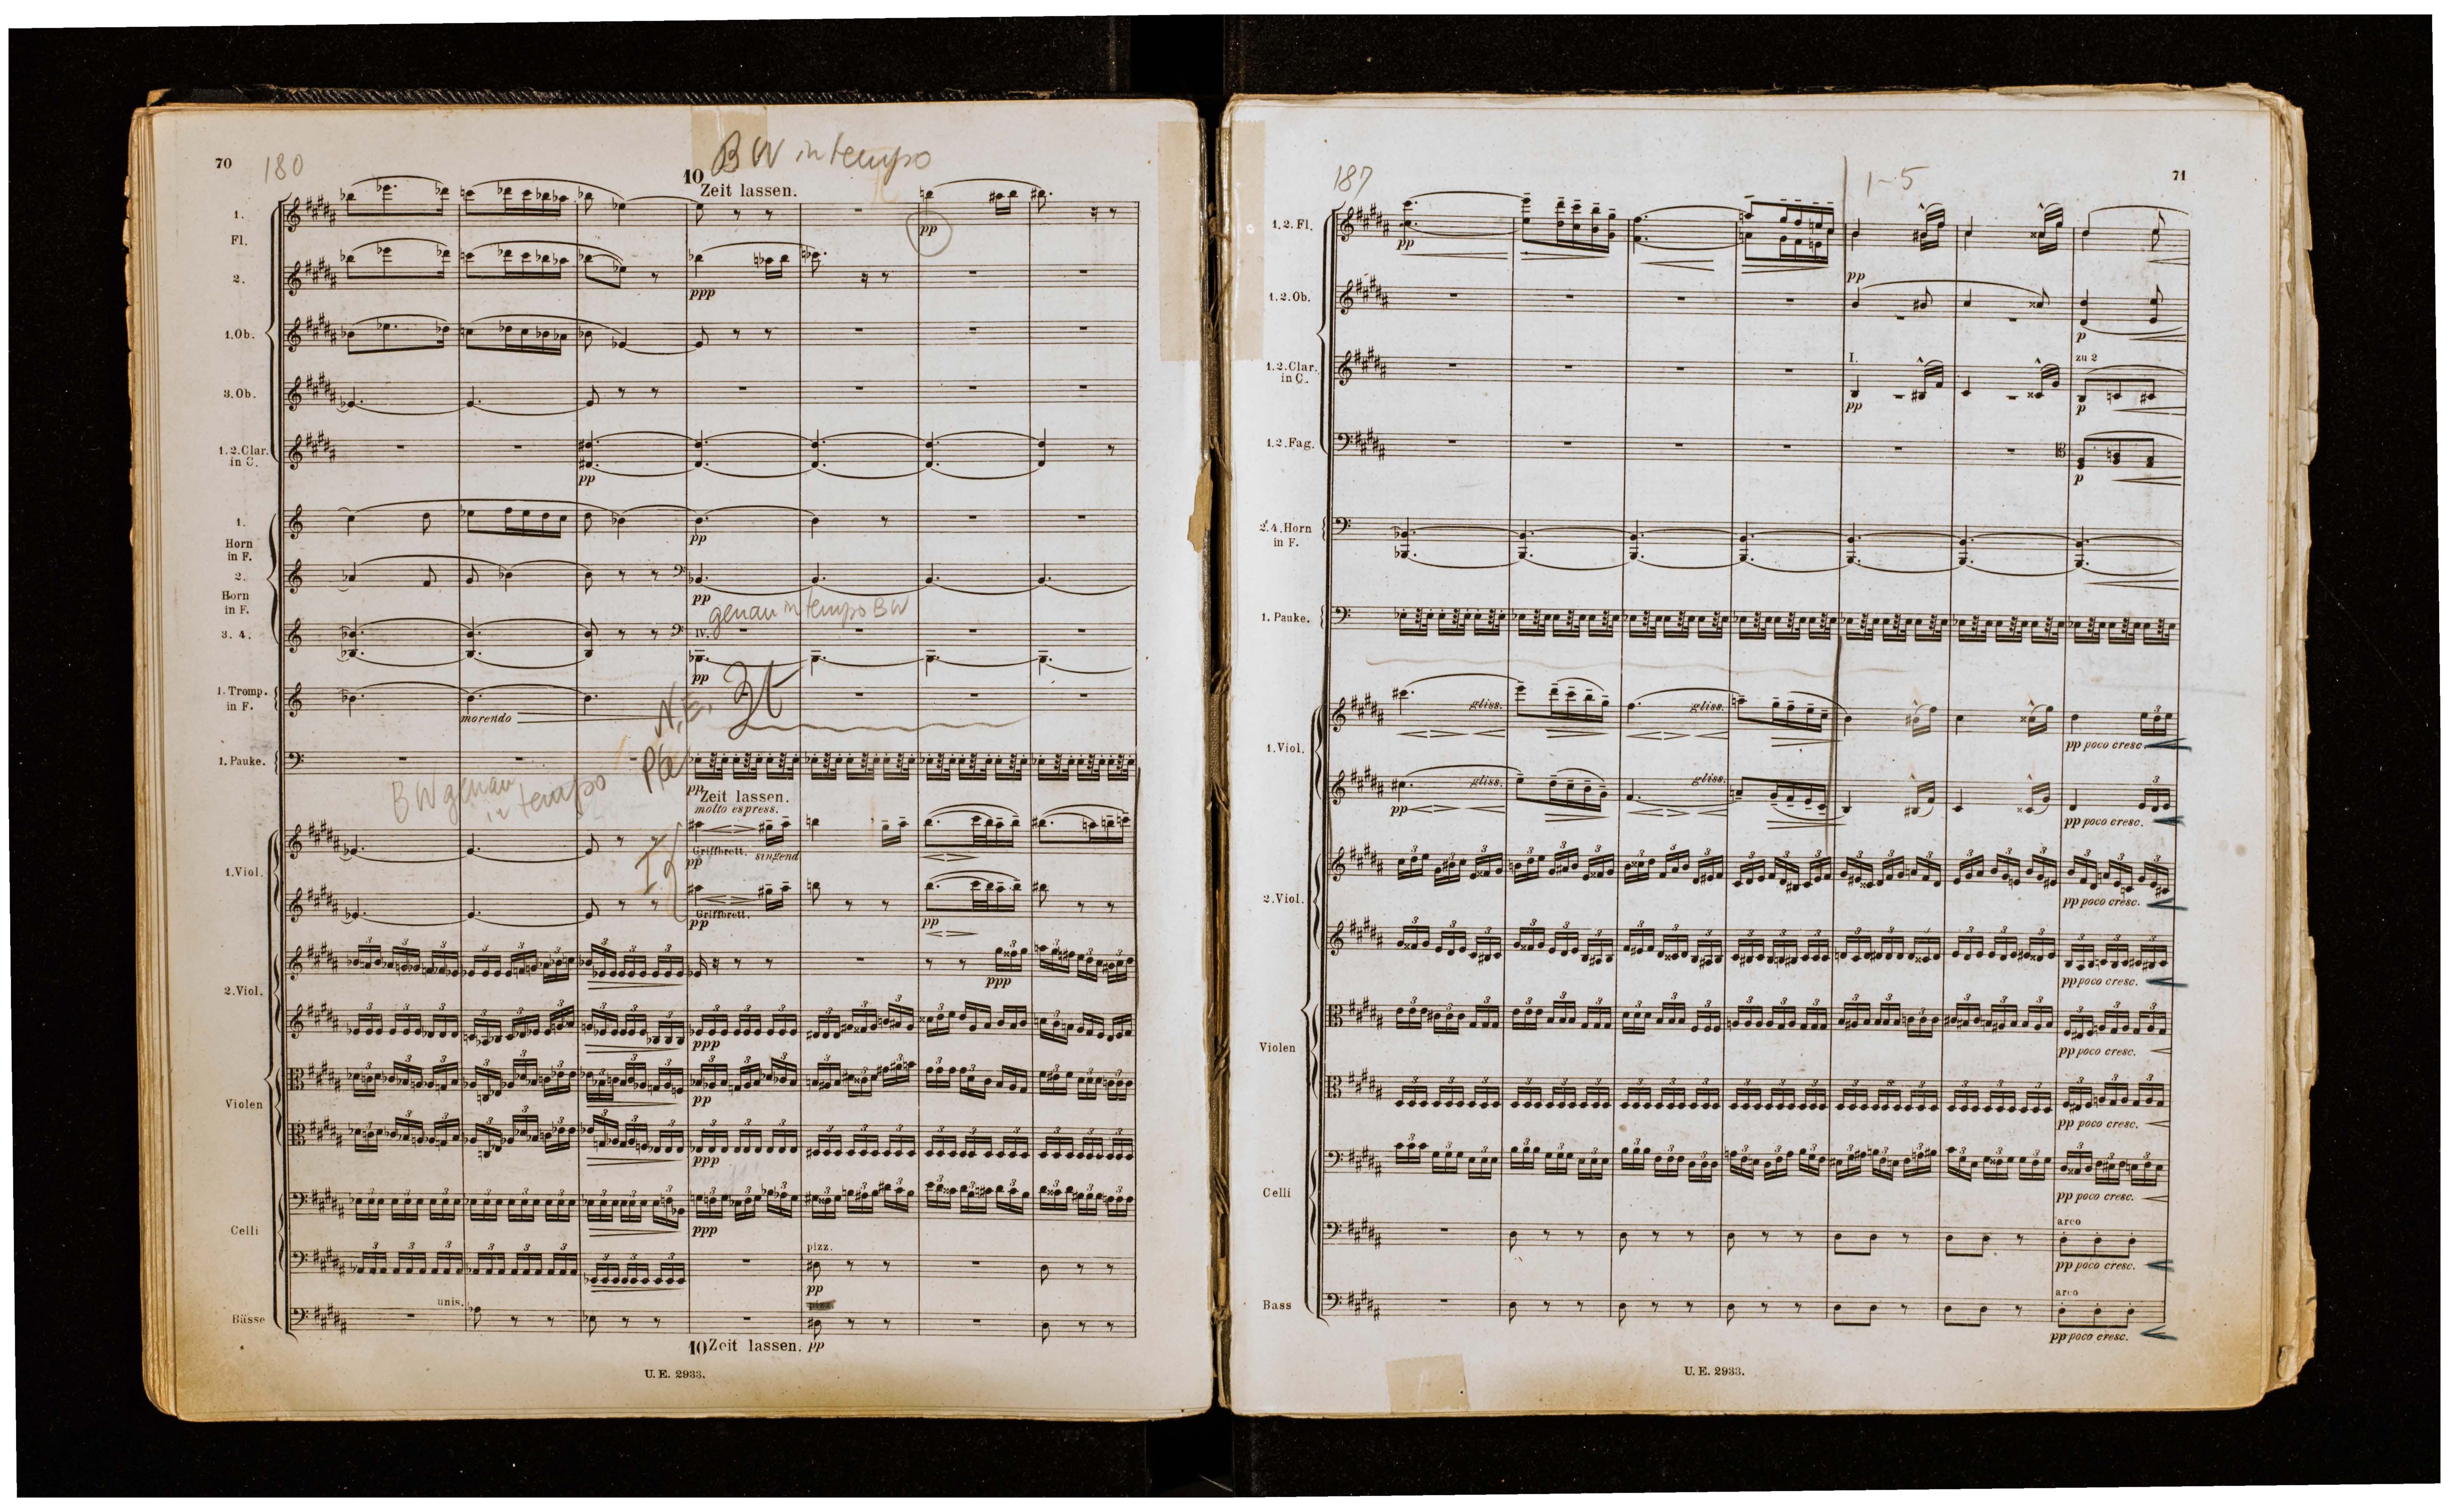 70
180
BW in tempo
10
Zeit lassen.
1.
Fl.
pp
2.
ppp
1.Ob.
3.Ob.
1.2.Clar.
in C.
pp
1.
Horn
in F.
pp
2.
Horn
in F.
pp
genau in tempo BW
3. 4.
IV.
pp
1. Tromp.
in F.
morendo
1. Pauke.
pp
BW genau
in tempo
Zeit lassen.
molto espress.
1.Viol.
Griffbrett.
singend
pp
Griffbrett.
pp
pp
2.Viol.
ppp
ppp
Violen
pp
ppp
Celli
ppp
pizz.
pp
unis.
Bässe
10 Zeit lassen.
pp
U. E. 2933.
187
1-5
71
1.2.Fl.
pp
1.2.Ob.
pp
p
1.2.Clar.
in C.
I.
pp
zu 2
p
1.2.Fag.
p
2.4.Horn
in F.
1. Pauke.
1.Viol.
gliss.
gliss.
pp poco cresc.
pp
gliss.
gliss.
pp poco cresc.
2.Viol.
pp poco cresc.
pp poco cresc.
Violen
pp poco cresc.
pp poco cresc.
Celli
pp poco cresc.
arco
pp poco cresc.
Bass
arco
pp poco cresc.
U. E. 2933.